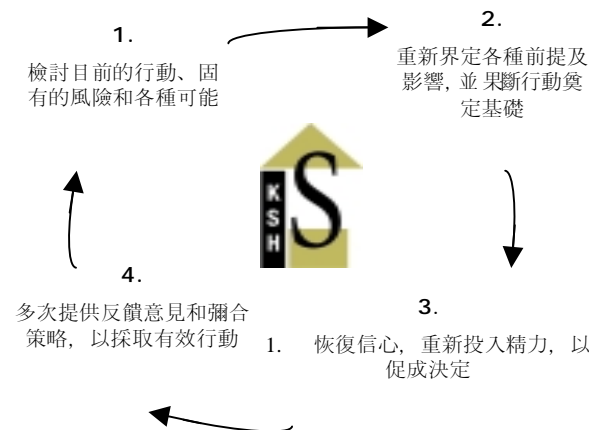 1.
檢討目前的行動、固
有的風險和各種可能
2.
重新界定各種前提及
影響, 並 果斷行動奠
定基礎
KSH
S
4.
多次提供反饋意見和彌合
策略, 以採取有效行動
3.
1. 恢復信心, 重新投入精力, 以
促成決定